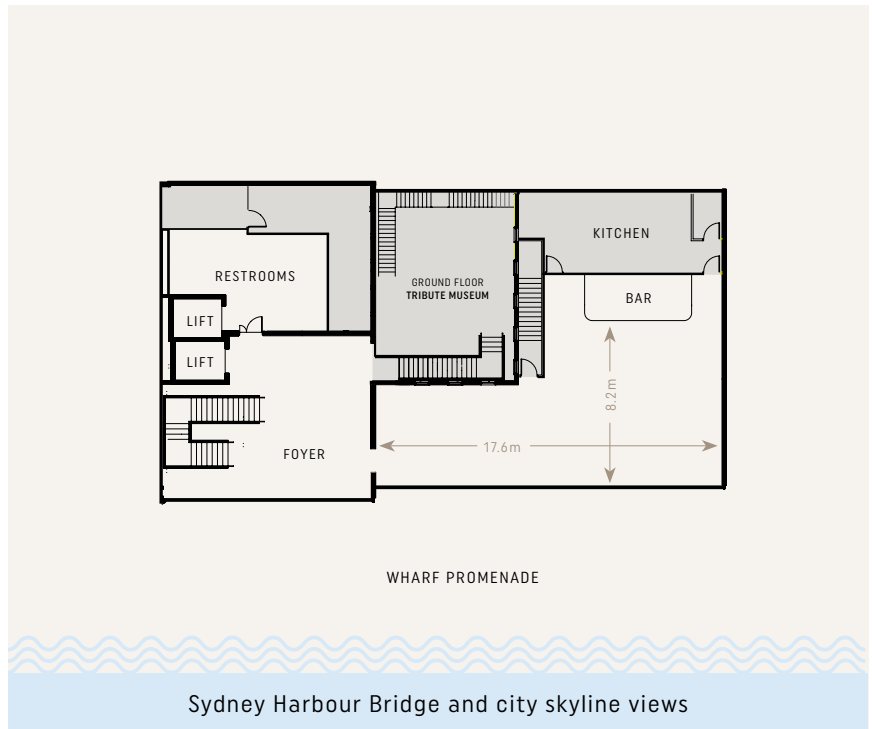 KITCHEN
RESTROOMS
GROUND FLOOR
TRIBUTE MUSEUM
BAR
LIFT
LIFT
8.2m
17.6m
FOYER
WHARF PROMENADE
Sydney Harbour Bridge and city skyline views